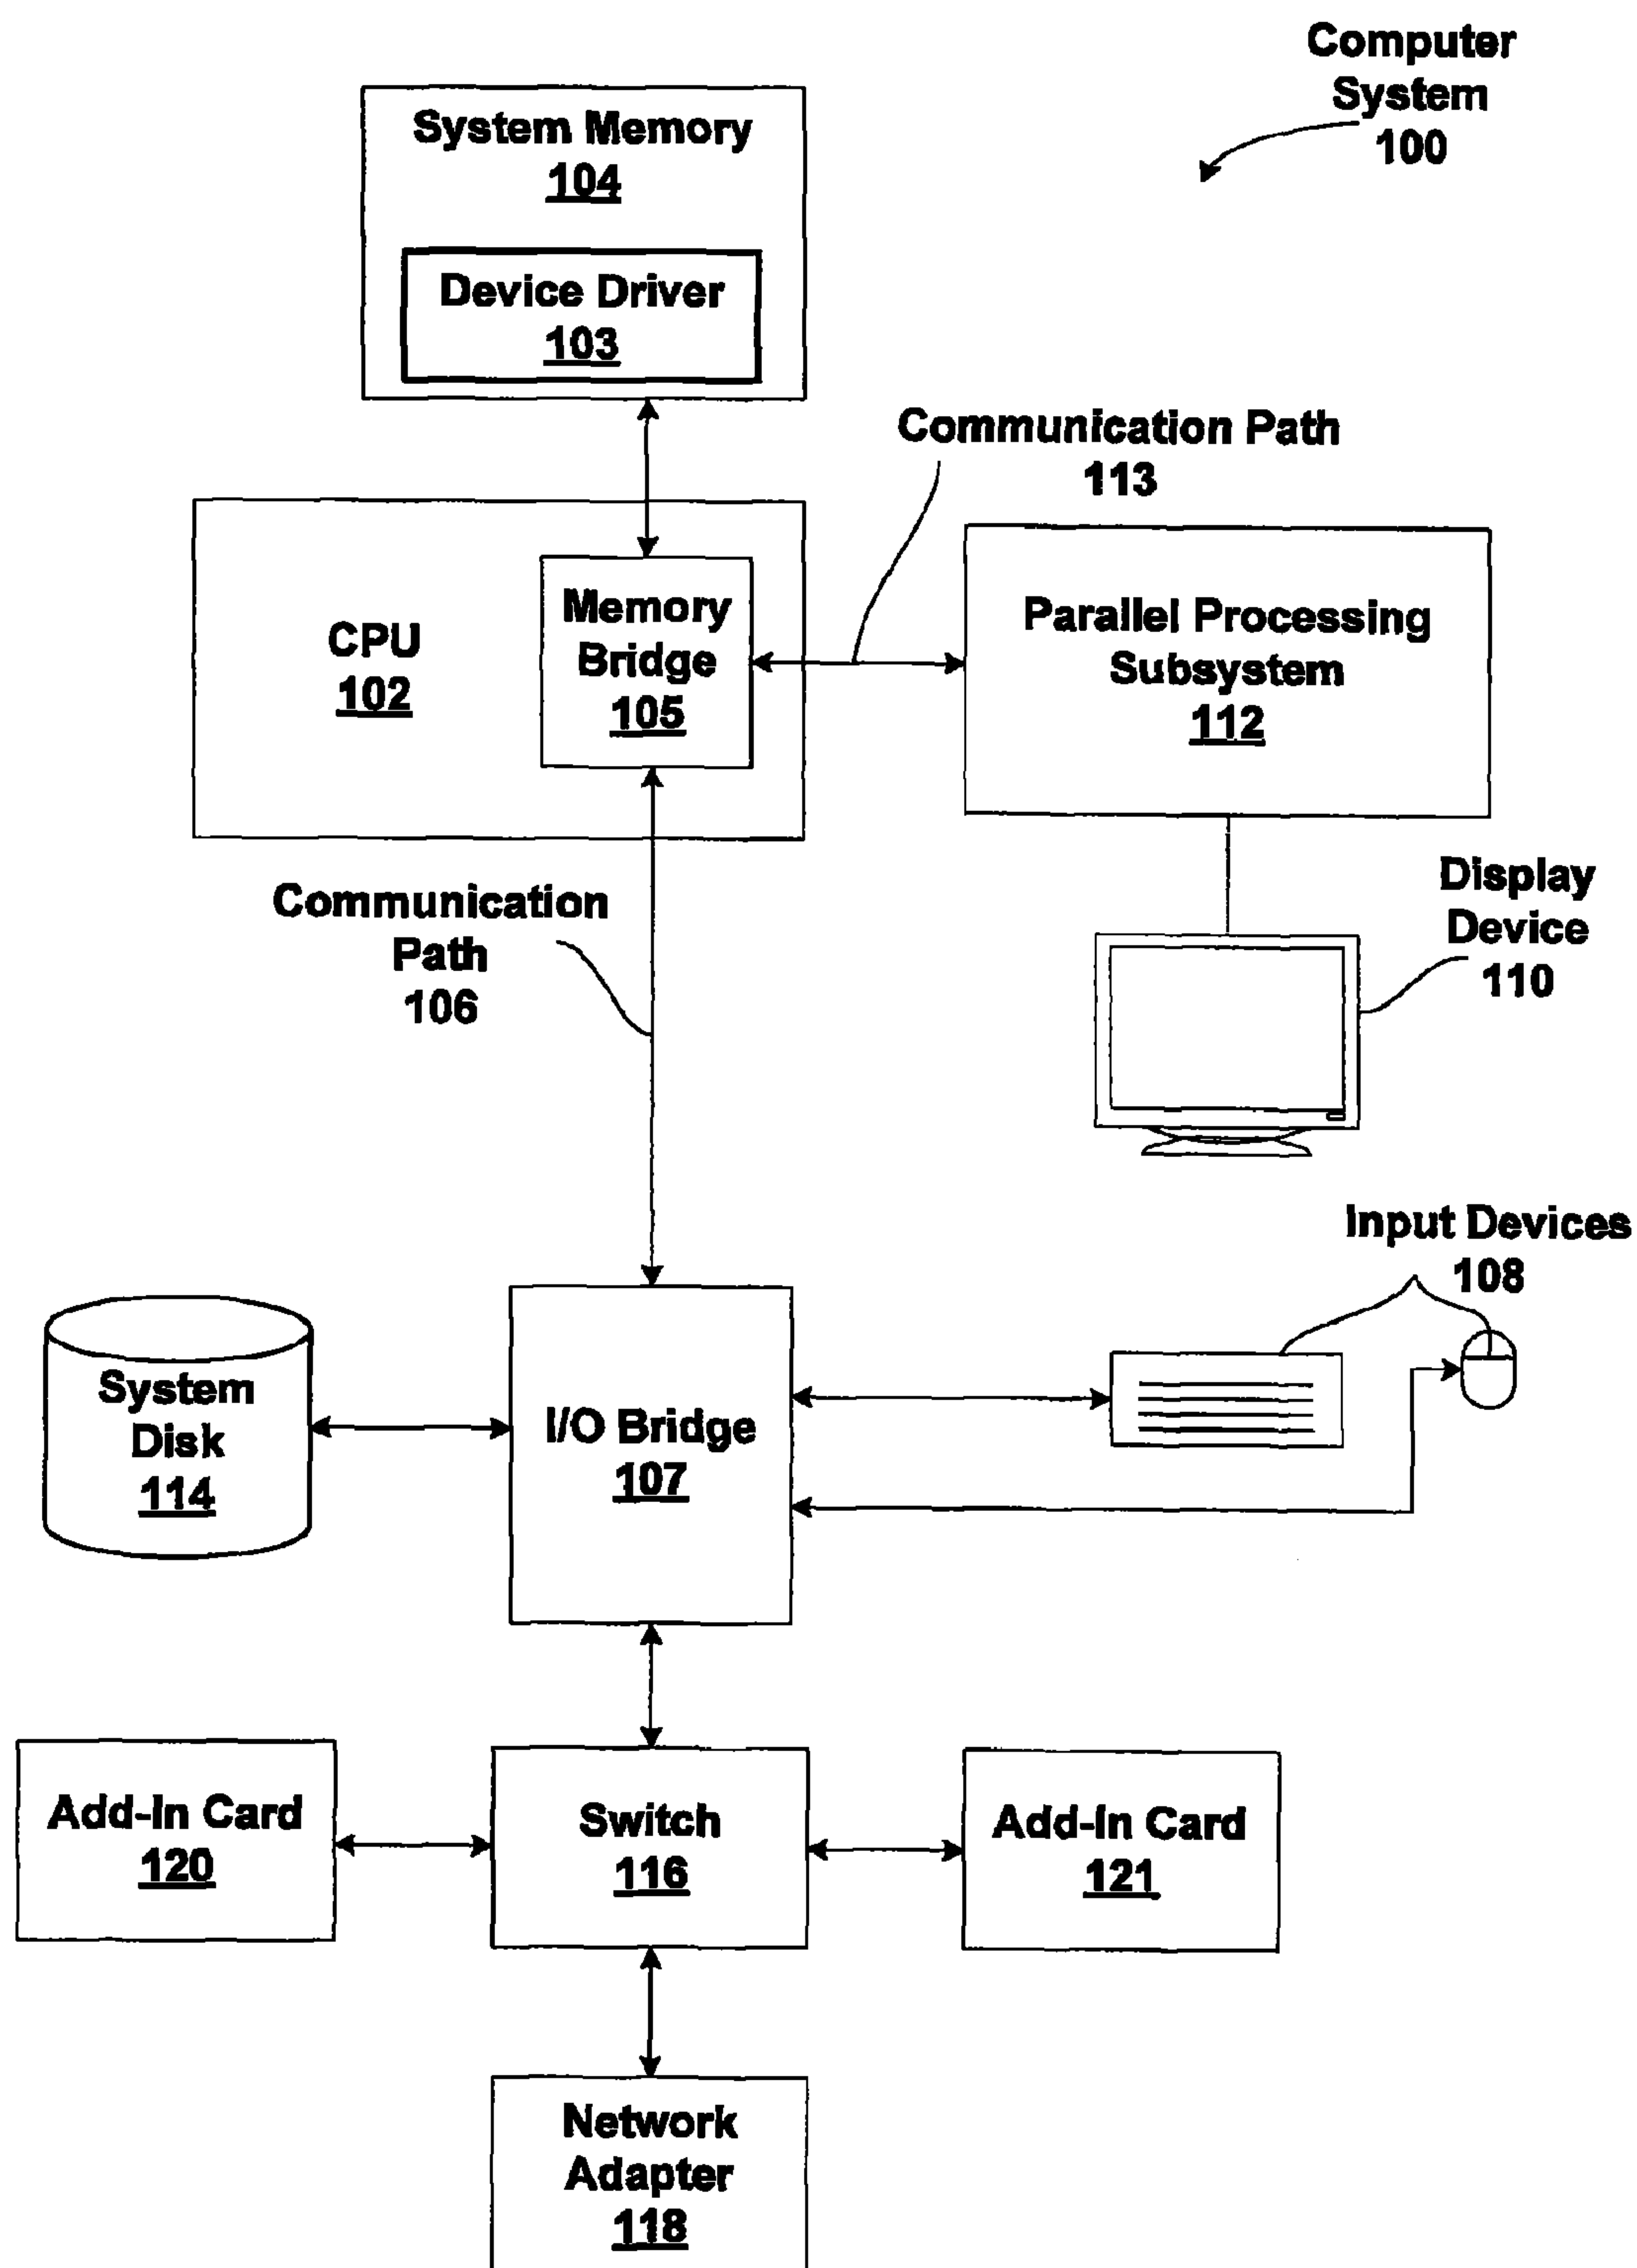 Computer
System
100
System Memory
104
Device Driver
103
Communication Path
113
CPU
102
Memory
Bridge
105
Parallel Processing
Subsystem
112
Communication
Path
106
Display
Device
110
Input Devices
108
System
Disk
114
I/O Bridge
107
Add-In Card
120
Switch
116
Add-In Card
121
Network
Adapter
118